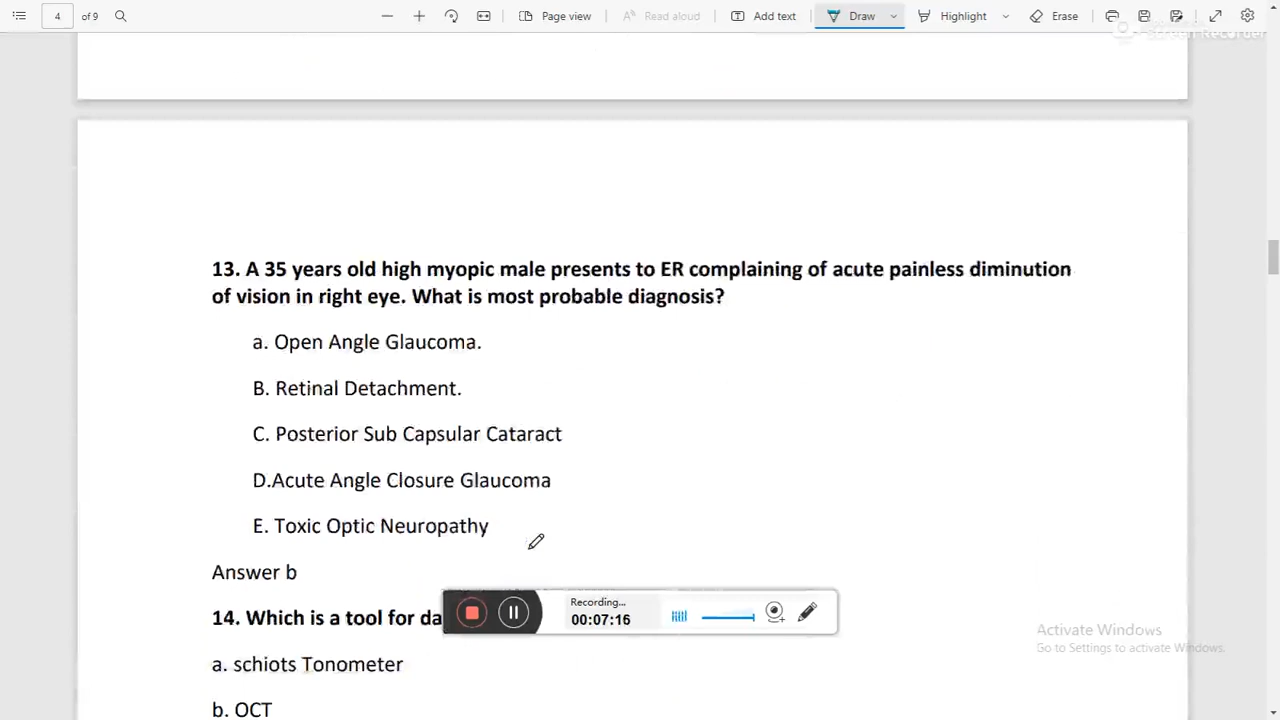 4 of 9
Page view
Read aloud
Add text
Draw
Highlight
Erase
Screen Recorder
13. A 35 years old high myopic male presents to ER complaining of acute painless diminution
of vision in right eye. What is most probable diagnosis?
a. Open Angle Glaucoma.
B. Retinal Detachment.
C. Posterior Sub Capsular Cataract
D.Acute Angle Closure Glaucoma
E. Toxic Optic Neuropathy
Answer b
Recording...
00:07:16
14. Which is a tool for da
Activate Windows
Go to Settings to activate Windows.
a. schiots Tonometer
b. OCT